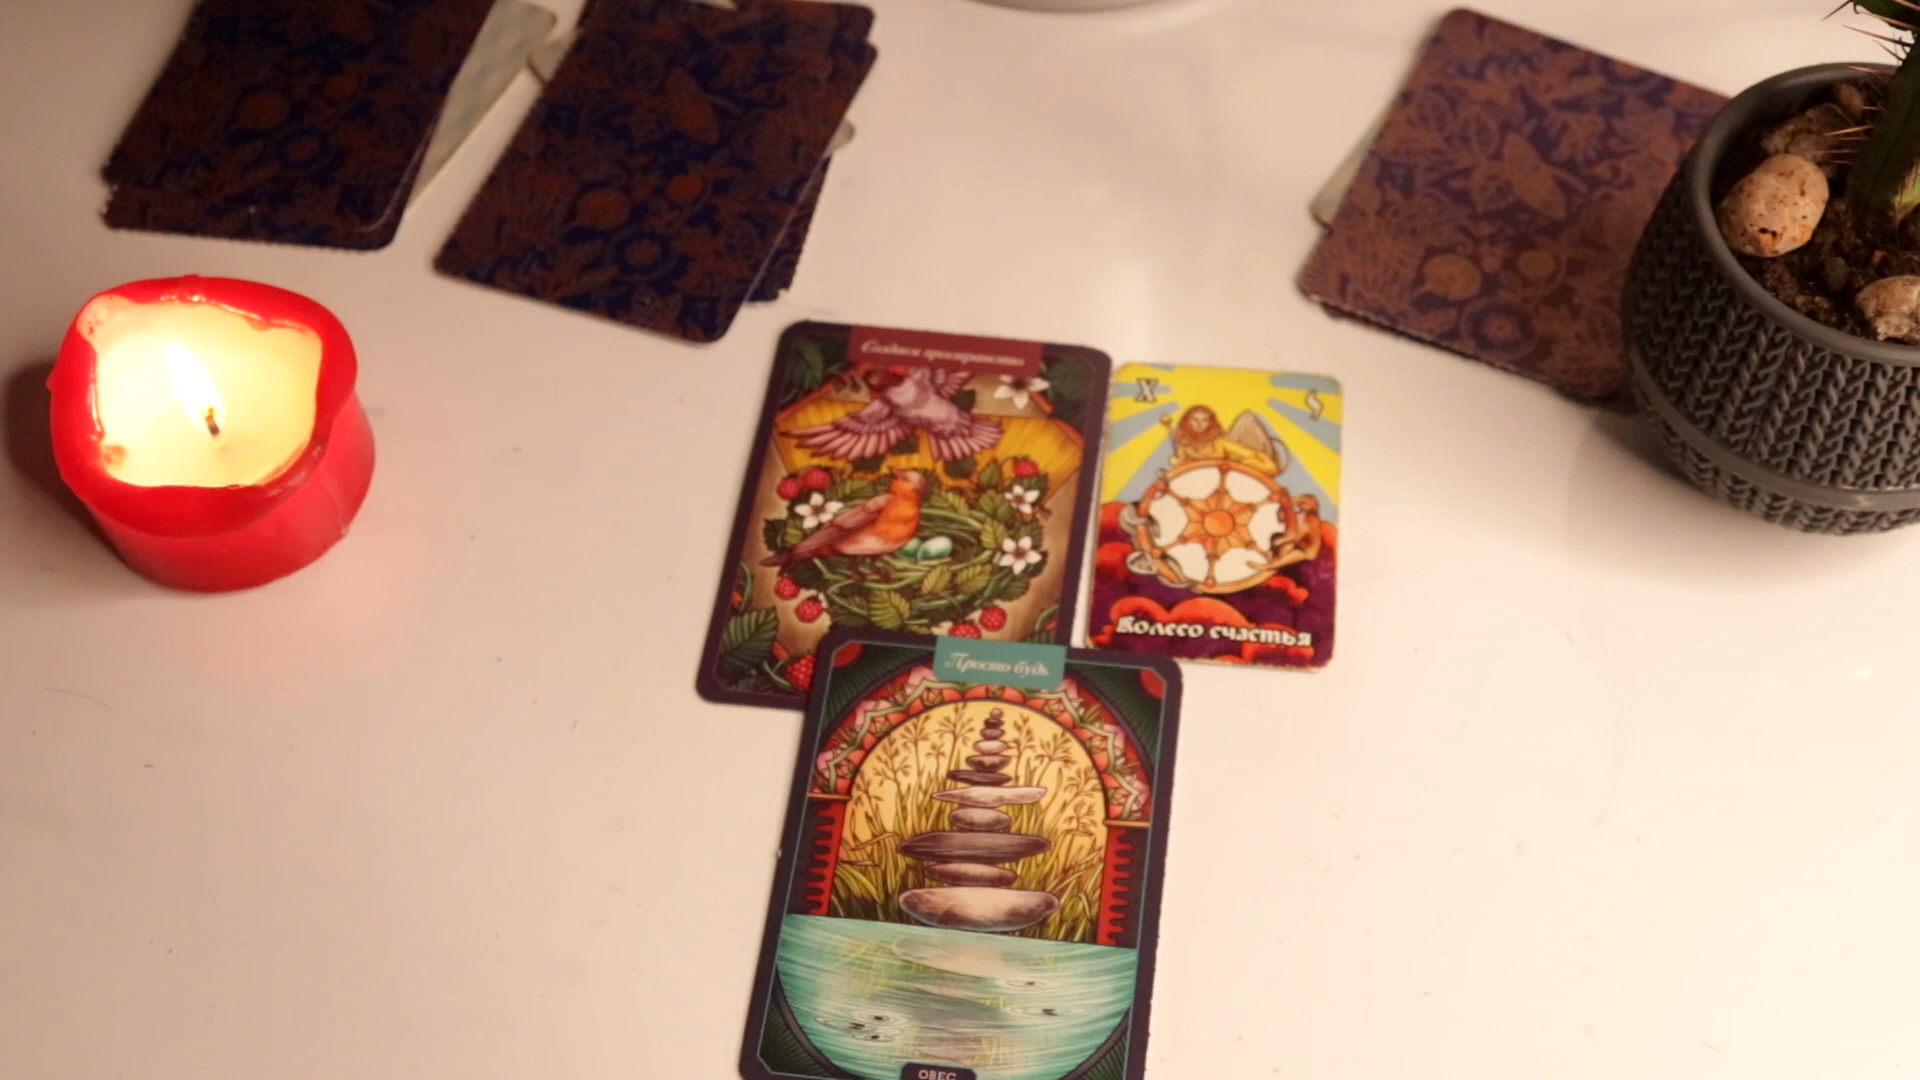 Создаем пространство
X
Колесо счастья
Просто будь
ОВЕС